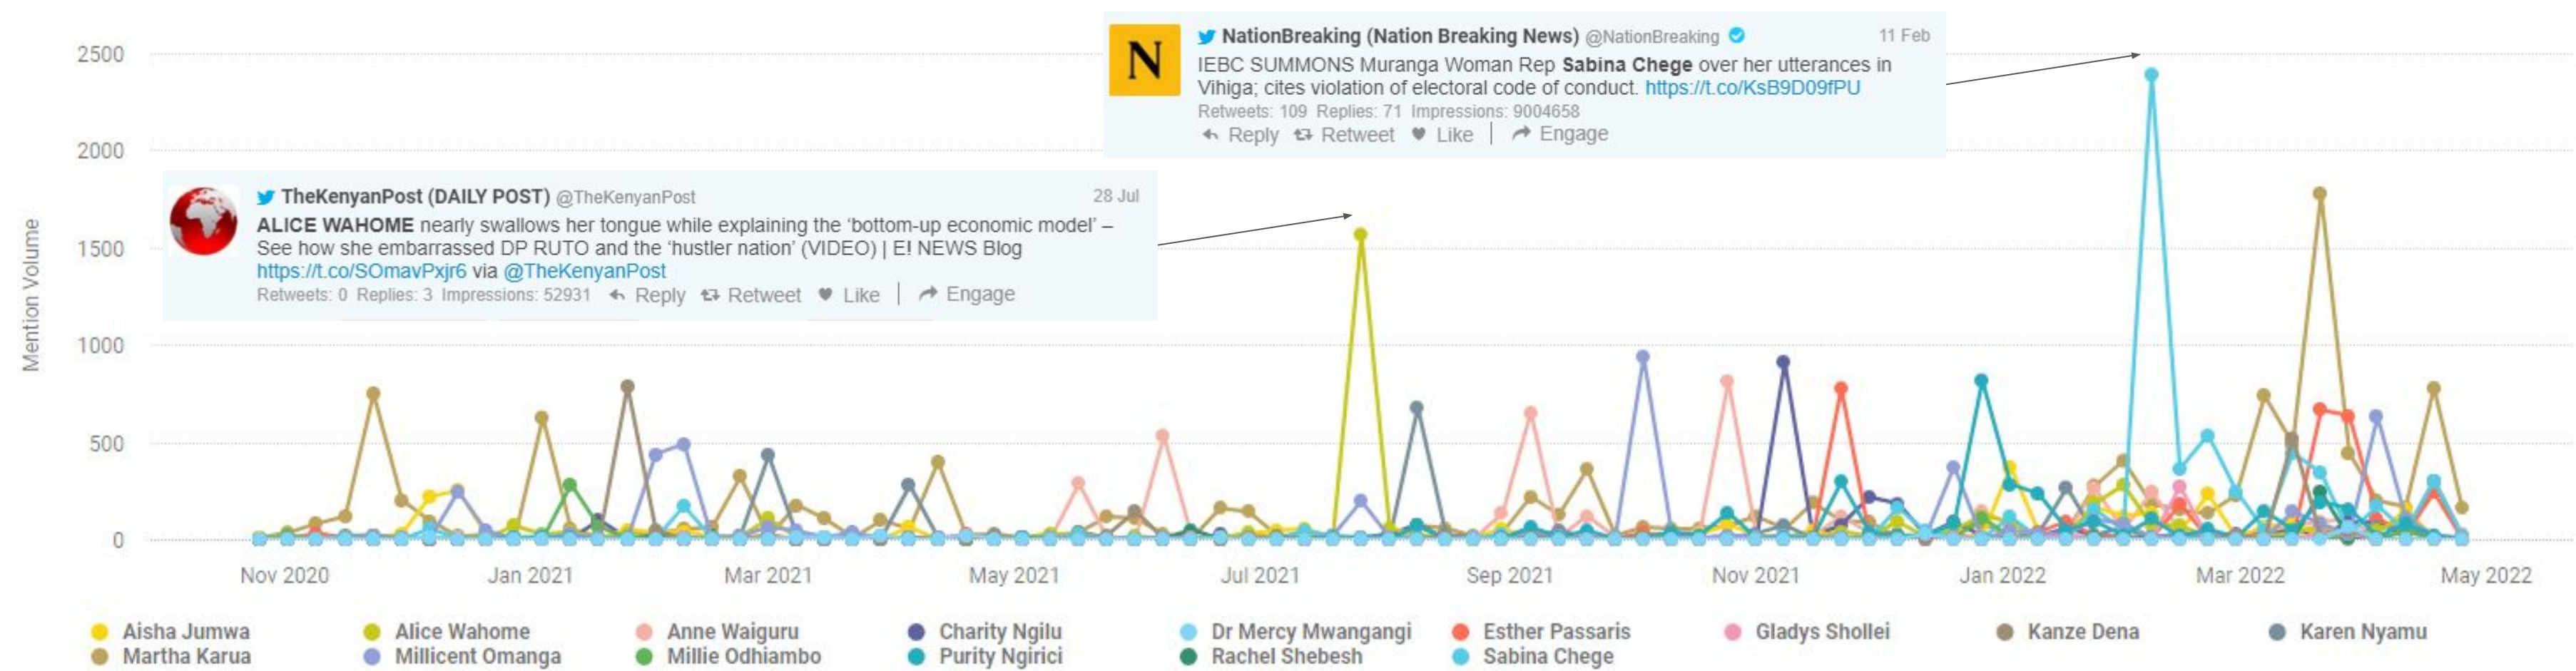 2500
2000
1500
1000
500
0
Mention Volume
N
NationBreaking (Nation Breaking News) @NationBreaking 11 Feb
IEBC SUMMONS Muranga Woman Rep Sabina Chege over her utterances in
Vihiga; cites violation of electoral code of conduct. https://t.co/KsB9D09fPU
Retweets: 109 Replies: 71 Impressions: 9004658
Reply Retweet Like | Engage
TheKenyanPost (DAILY POST) @TheKenyanPost 28 Jul
ALICE WAHOME nearly swallows her tongue while explaining the ‘bottom-up economic model’ –
See how she embarrassed DP RUTO and the ‘hustler nation’ (VIDEO) | E! NEWS Blog
https://t.co/SOmavPxjr6 via @TheKenyanPost
Retweets: 0 Replies: 3 Impressions: 52931 Reply Retweet Like | Engage
Nov 2020 Jan 2021 Mar 2021 May 2021 Jul 2021 Sep 2021 Nov 2021 Jan 2022 Mar 2022 May 2022
Aisha Jumwa Alice Wahome Anne Waiguru Charity Ngilu Dr Mercy Mwangangi Esther Passaris Gladys Shollei Kanze Dena Karen Nyamu
Martha Karua Millicent Omanga Millie Odhiambo Purity Ngirici Rachel Shebesh Sabina Chege